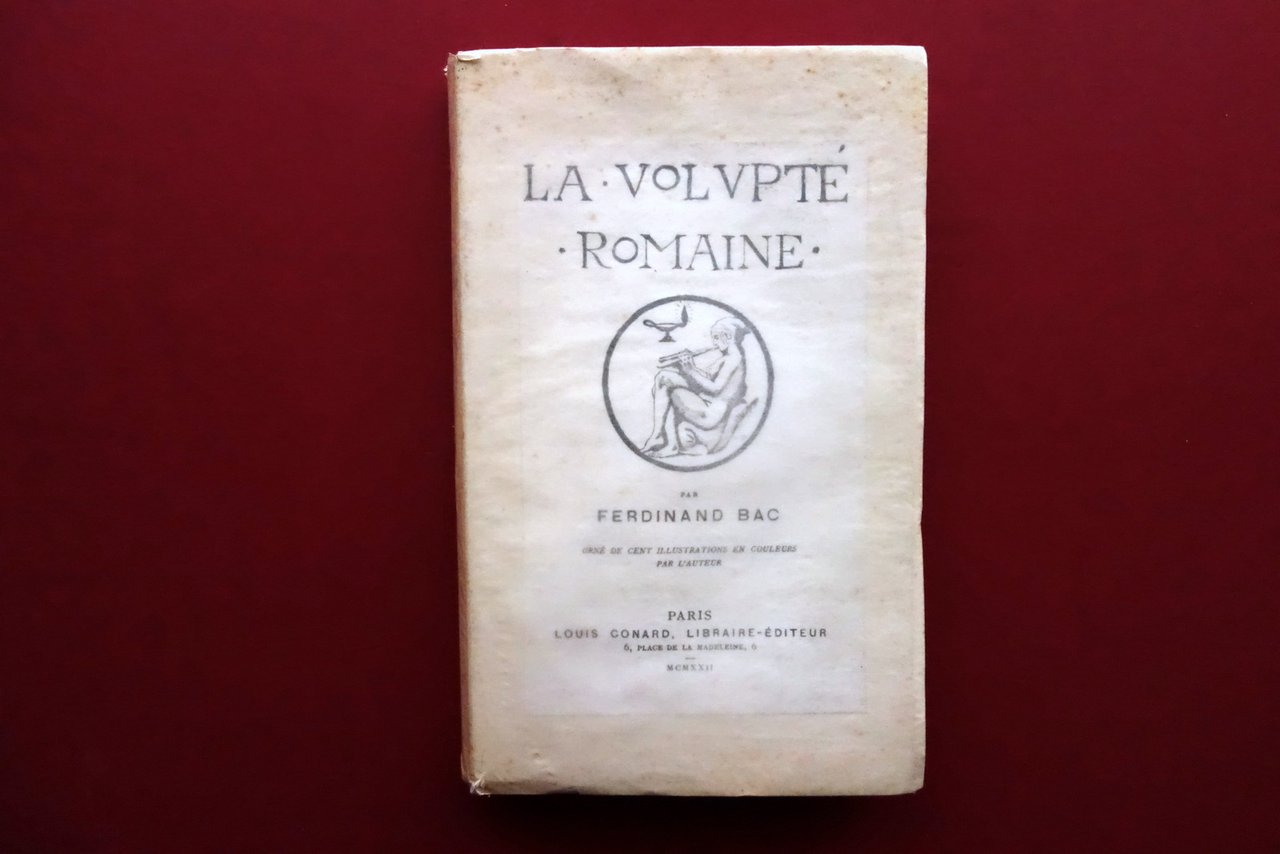 LA · VOLVPTÉ
· ROMAINE ·
PAR
FERDINAND BAC
ORNÉ DE CENT ILLUSTRATIONS EN COULEURS
PAR L'AUTEUR
PARIS
LOUIS CONARD, LIBRAIRE-ÉDITEUR
6, PLACE DE LA MADELEINE, 6
MCMXXII